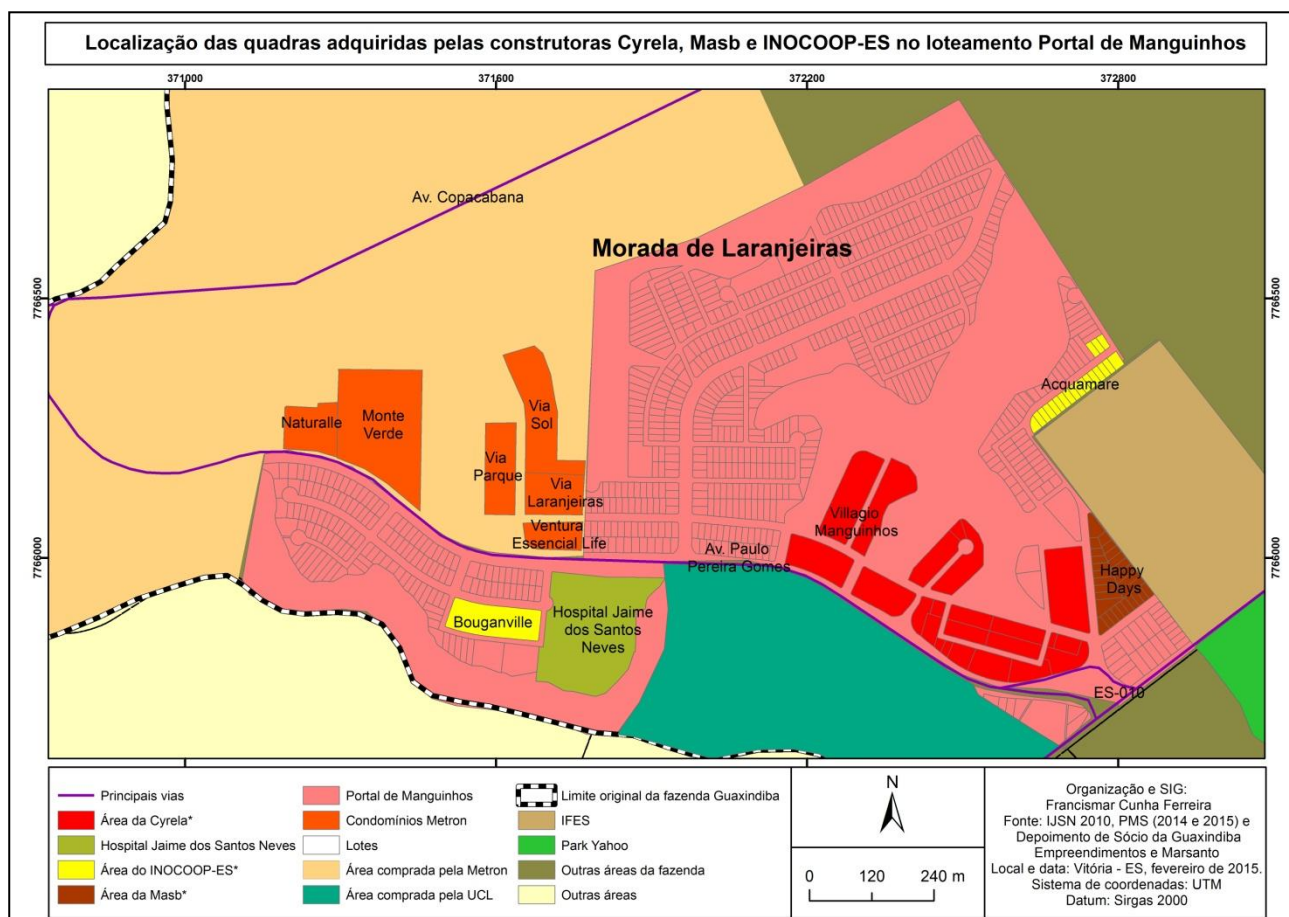 Localização das quadras adquiridas pelas construtoras Cyrela, Masb e INOCOOP-ES no loteamento Portal de Manguinhos
371000
371600
372200
372800
Av. Copacabana
Morada de Laranjeiras
7766500
7766500
Acquamare
Naturalle
Monte
Verde
Via
Sol
Via
Parque
Via
Laranjeiras
Villagio
Manguinhos
Ventura
Essencial Life
Av. Paulo
Pereira Gomes
7766000
7766000
Happy
Days
Bouganville
Hospital Jaime
dos Santos
Neves
ES-010
Principais vias
Área da Cyrela*
Hospital Jaime dos Santos Neves
Área do INOCOOP-ES*
Área da Masb*
Portal de Manguinhos
Condomínios Metron
Lotes
Área comprada pela Metron
Área comprada pela UCL
Limite original da fazenda Guaxindiba
IFES
Park Yahoo
Outras áreas da fazenda
Outras áreas
N
0 120 240 m
Organização e SIG:
Francismar Cunha Ferreira
Fonte: IJSN 2010, PMS (2014 e 2015) e
Depoimento de Sócio da Guaxindiba
Empreendimentos e Marsanto
Local e data: Vitória - ES, fevereiro de 2015.
Sistema de coordenadas: UTM
Datum: Sirgas 2000